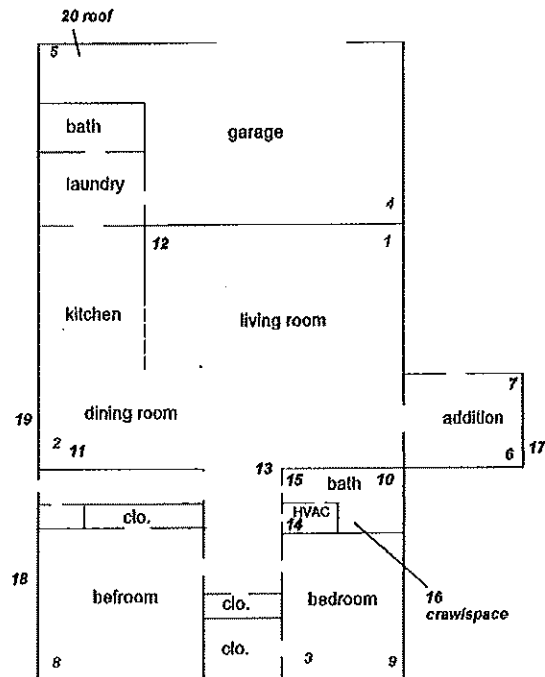 20 roof
5
bath
garage
laundry
4
12
1
kitchen
living room
7
19
dining room
addition
2
11
6
17
13
15
10
bath
HVAC
clo.
14
18
befroom
clo.
bedroom
16
crawlspace
clo.
8
3
9